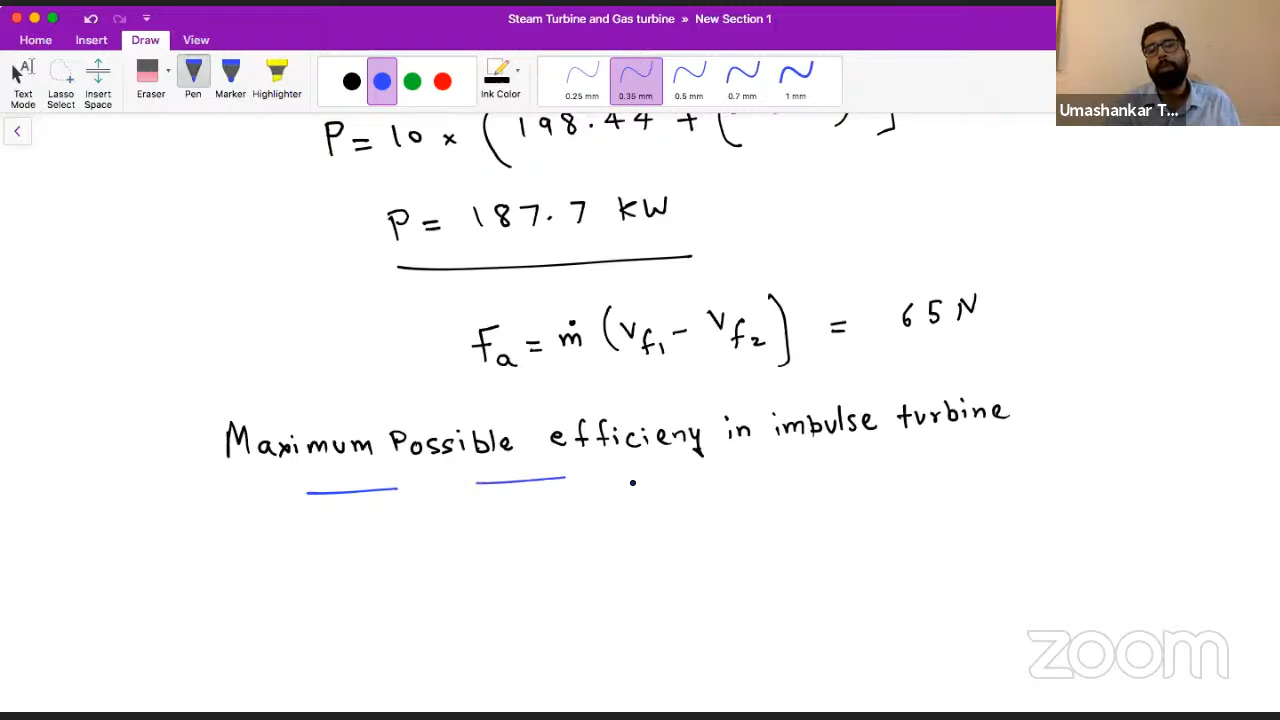 Steam Turbine and Gas turbine » New Section 1
Home Insert Draw View
Text Mode Lasso Select Insert Space Eraser Pen Marker Highlighter Ink Color 0.25 mm 0.35 mm 0.5 mm 0.7 mm 1 mm
Umashankar T...
P = 10 × ( 198.44 + (
P = 187.7 KW
Fa = ṁ (Vf1 - Vf2) = 65 N
Maximum Possible efficieny in impulse turbine
zoom